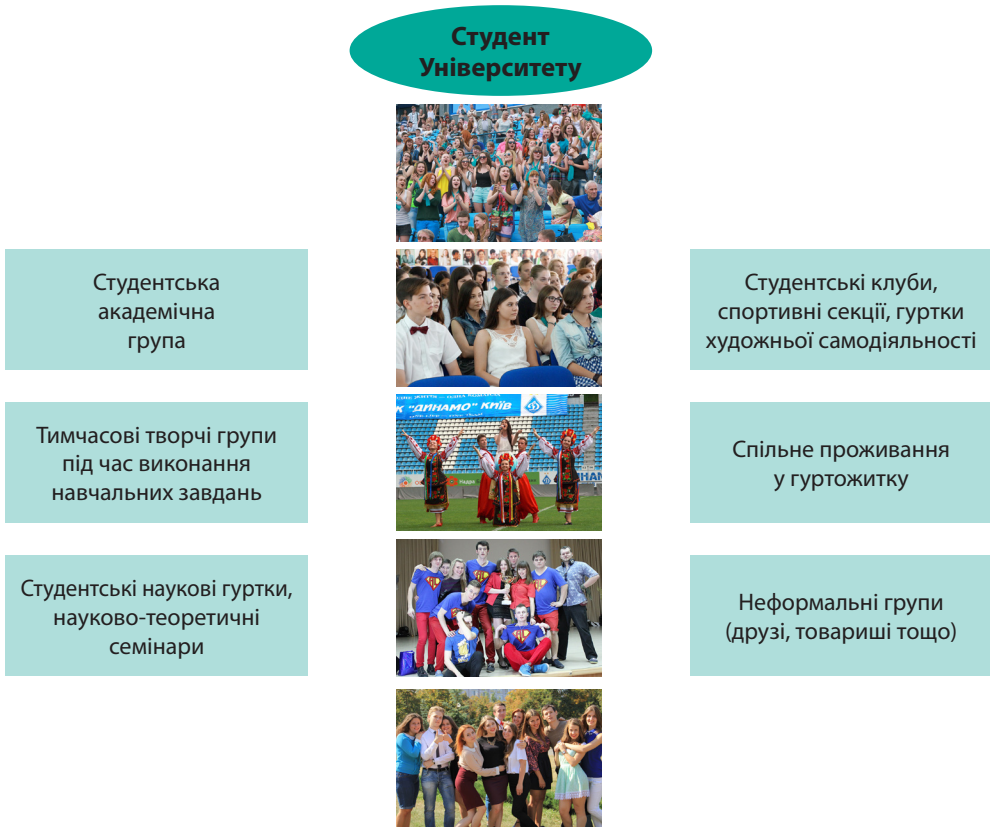 Студент
Університету
Студентська
академічна
група
Студентські клуби,
спортивні секції, гуртки
художньої самодіяльності
К "ДИНАМО" КИЇВ
Тимчасові творчі групи
під час виконання
навчальних завдань
Спільне проживання
у гуртожитку
Студентські наукові гуртки,
науково-теоретичні
семінари
Неформальні групи
(друзі, товариші тощо)